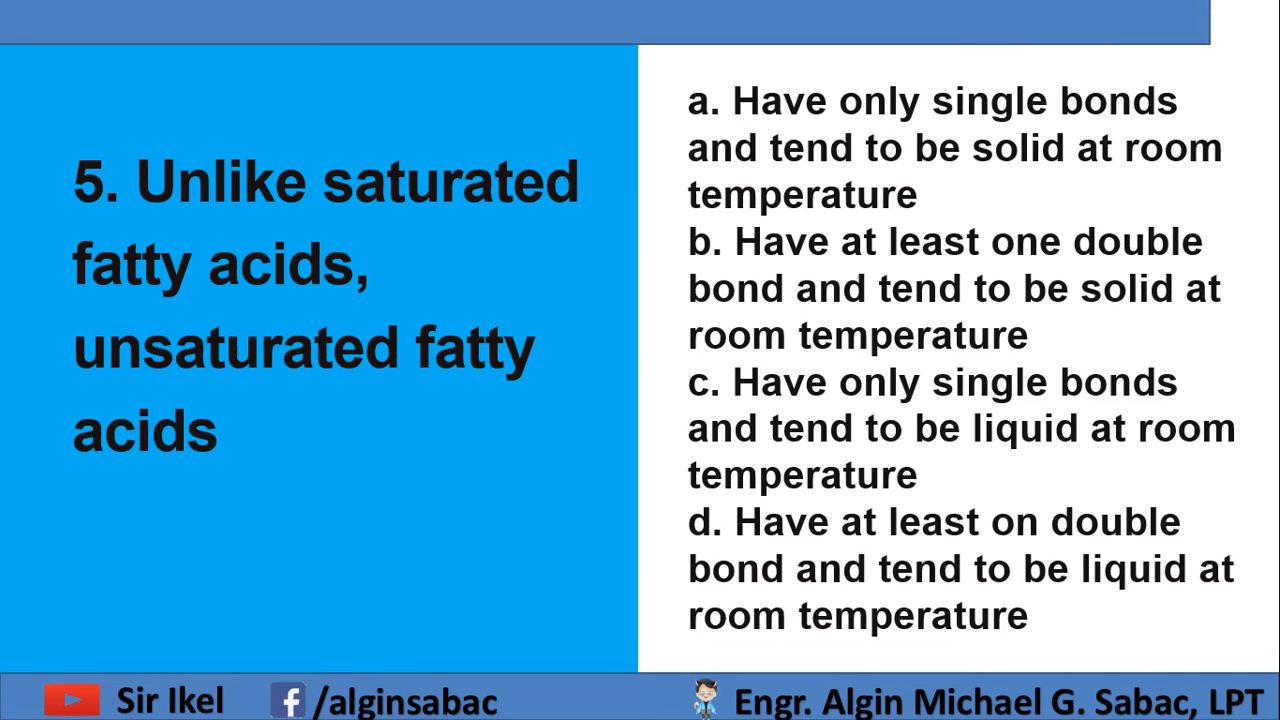 5. Unlike saturated
fatty acids,
unsaturated fatty
acids
a. Have only single bonds
and tend to be solid at room
temperature
b. Have at least one double
bond and tend to be solid at
room temperature
c. Have only single bonds
and tend to be liquid at room
temperature
d. Have at least on double
bond and tend to be liquid at
room temperature
Sir Ikel
f /alginsabac
Engr. Algin Michael G. Sabac, LPT